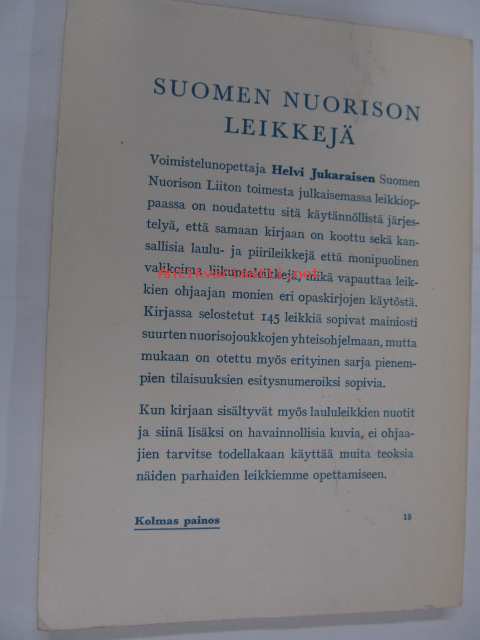 SUOMEN NUORISON
LEIKKEJÄ
Voimistelunopettaja Helvi Jukaraisen Suomen
Nuorison Liiton toimesta julkaisemassa leikkiop-
paassa on noudatettu sitä käytännöllistä järjes-
telyä, että samaan kirjaan on koottu sekä kan-
sallisia laulu- ja piirileikkejä että monipuolinen
valikoima liikuntaleikkejä, mikä vapauttaa leik-
kien ohjaajan monien eri opaskirjojen käytöstä.
Kirjassa selostetut 145 leikkiä sopivat mainiosti
suurten nuorisojoukkojen yhteisohjelmaan, mutta
mukaan on otettu myös erityinen sarja pienem-
pien tilaisuuksien esitysnumeroiksi sopivia.
Kun kirjaan sisältyvät myös laululeikkien nuotit
ja siinä lisäksi on havainnollisia kuvia, ei ohjaa-
jien tarvitse todellakaan käyttää muita teoksia
näiden parhaiden leikkiemme opettamiseen.
Kolmas painos
18